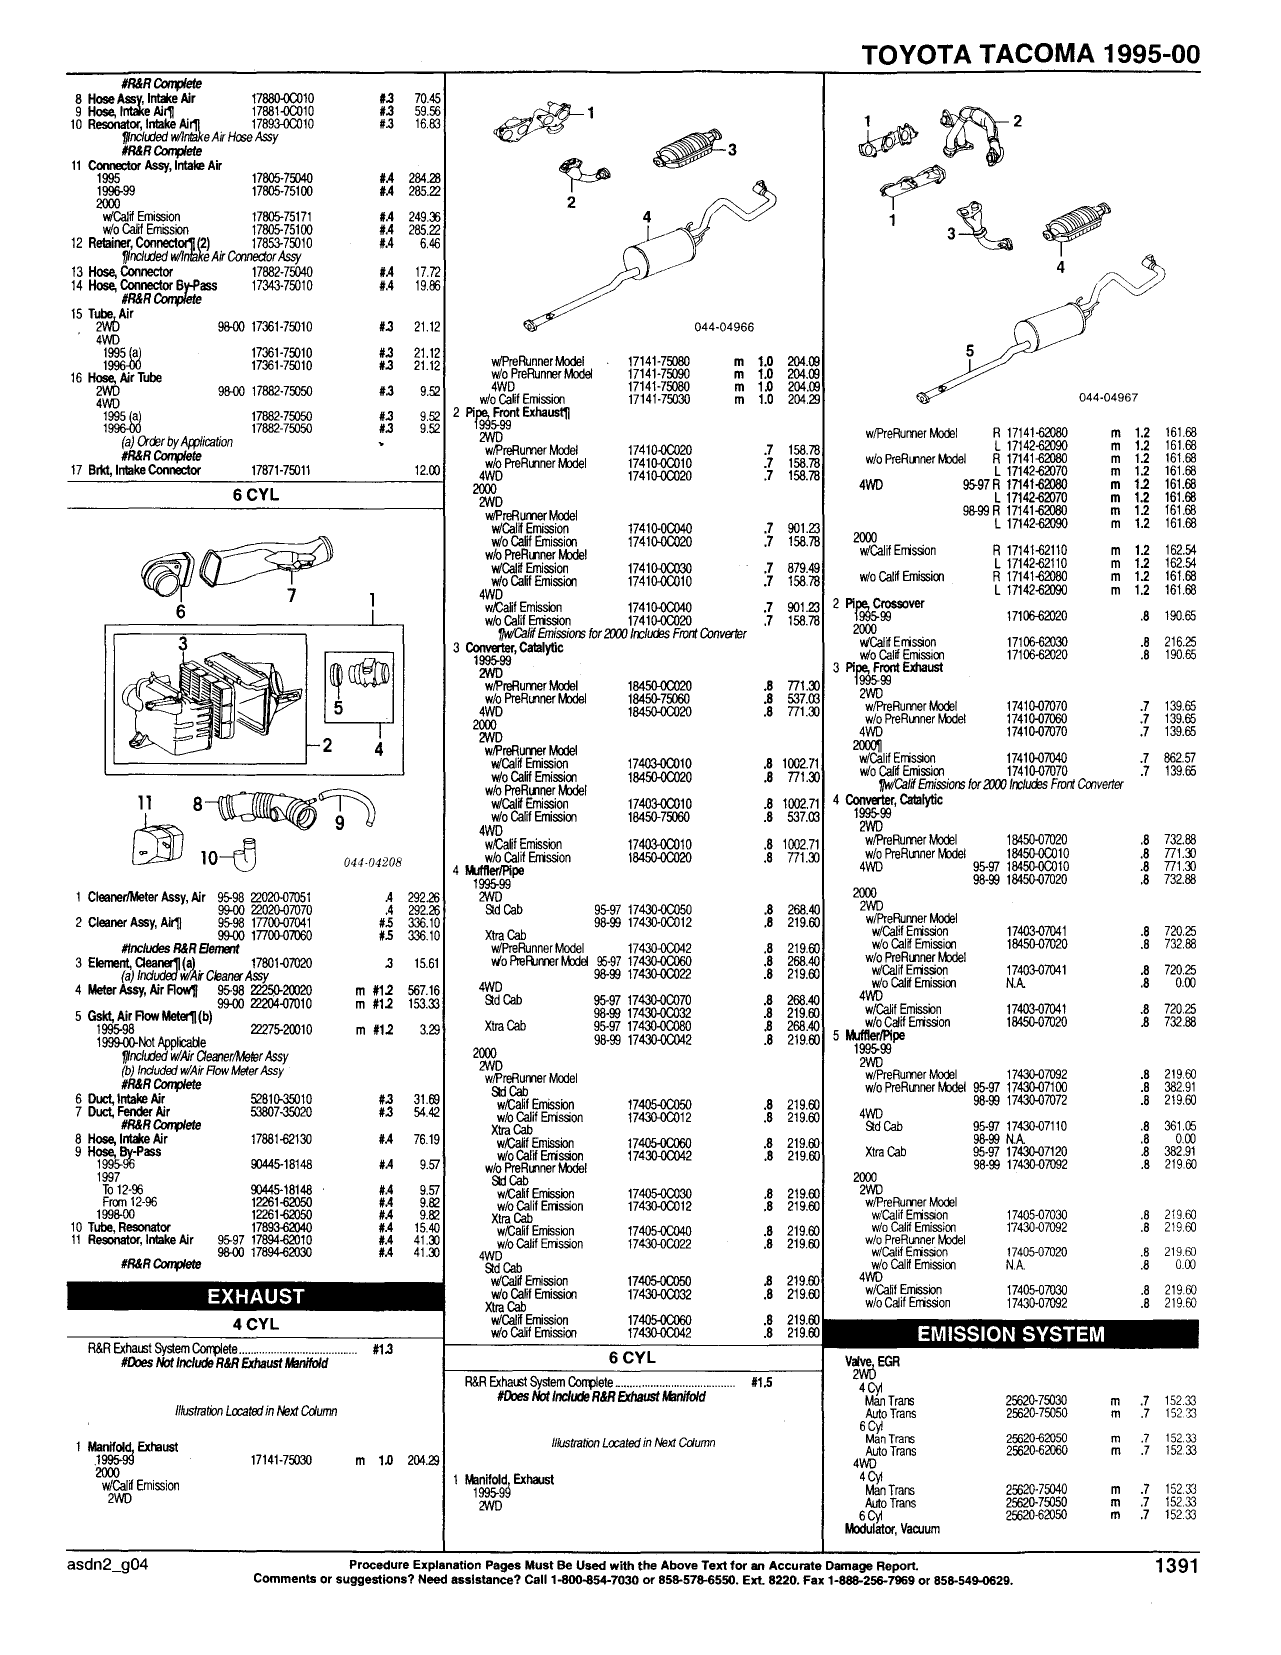 TOYOTA TACOMA 1995-00
#R&R Complete
8 Hose Assy, Intake Air 17880-0C010 #.3 70.45
9 Hose, Intake Air¶ 17881-0C010 #.3 59.56
10 Resonator, Intake Air¶ 17893-0C010 #.3 16.83
¶Included w/Intake Air Hose Assy
#R&R Complete
11 Connector Assy, Intake Air
1995 17805-75040 #.4 284.28
1996-99 17805-75100 #.4 285.22
2000
w/Calif Emission 17805-75171 #.4 249.36
w/o Calif Emission 17805-75100 #.4 285.22
12 Retainer, Connector¶ (2) 17853-75010 #.4 6.46
¶Included w/Intake Air Connector Assy
13 Hose, Connector 17882-75040 #.4 17.72
14 Hose, Connector By-Pass 17343-75010 #.4 19.86
#R&R Complete
15 Tube, Air
2WD 98-00 17361-75010 #.3 21.12
4WD
1995 (a) 17361-75010 #.3 21.12
1996-00 17361-75010 #.3 21.12
16 Hose, Air Tube
2WD 98-00 17882-75050 #.3 9.52
4WD
1995 (a) 17882-75050 #.3 9.52
1996-00 17882-75050 #.3 9.52
(a) Order by Application
#R&R Complete
17 Brkt, Intake Connector 17871-75011 12.00
6 CYL
6
7
1
3
5
2
4
11
8
9
10
044-04208
1 Cleaner/Meter Assy, Air 95-98 22020-07051 .4 292.26
99-00 22020-07070 .4 292.26
2 Cleaner Assy, Air¶ 95-98 17700-07041 #.5 336.10
99-00 17700-07060 #.5 336.10
#Includes R&R Element
3 Element, Cleaner¶ (a) 17801-07020 .3 15.61
(a) Included w/Air Cleaner Assy
4 Meter Assy, Air Flow¶ 95-98 22250-20020 m #1.2 567.16
99-00 22204-07010 m #1.2 153.33
5 Gskt, Air Flow Meter¶ (b)
1995-98 22275-20010 m #1.2 3.29
1999-00-Not Applicable
¶Included w/Air Cleaner/Meter Assy
(b) Included w/Air Flow Meter Assy
#R&R Complete
6 Duct, Intake Air 52810-35010 #.3 31.69
7 Duct, Fender Air 53807-35020 #.3 54.42
#R&R Complete
8 Hose, Intake Air 17881-62130 #.4 76.19
9 Hose, By-Pass
1995-96 90445-18148 #.4 9.57
1997
To 12-96 90445-18148 #.4 9.57
From 12-96 12261-62050 #.4 9.82
1998-00 12261-62050 #.4 9.82
10 Tube, Resonator 17893-62040 #.4 15.40
11 Resonator, Intake Air 95-97 17894-62010 #.4 41.30
98-00 17894-62030 #.4 41.30
#R&R Complete
EXHAUST
4 CYL
R&R Exhaust System Complete ........................................ #1.3
#Does Not Include R&R Exhaust Manifold
Illustration Located in Next Column
1 Manifold, Exhaust
1995-99 17141-75030 m 1.0 204.29
2000
w/Calif Emission
2WD
1
3
2
4
044-04966
w/PreRunner Model 17141-75080 m 1.0 204.09
w/o PreRunner Model 17141-75090 m 1.0 204.09
4WD 17141-75080 m 1.0 204.09
w/o Calif Emission 17141-75030 m 1.0 204.29
2 Pipe, Front Exhaust¶
1995-99
2WD
w/PreRunner Model 17410-0C020 .7 158.78
w/o PreRunner Model 17410-0C010 .7 158.78
4WD 17410-0C020 .7 158.78
2000
2WD
w/PreRunner Model
w/Calif Emission 17410-0C040 .7 901.23
w/o Calif Emission 17410-0C020 .7 158.78
w/o PreRunner Model
w/Calif Emission 17410-0C030 .7 879.49
w/o Calif Emission 17410-0C010 .7 158.78
4WD
w/Calif Emission 17410-0C040 .7 901.23
w/o Calif Emission 17410-0C020 .7 158.78
¶w/Calif Emissions for 2000 Includes Front Converter
3 Converter, Catalytic
1995-99
2WD
w/PreRunner Model 18450-0C020 .8 771.30
w/o PreRunner Model 18450-75060 .8 537.03
4WD 18450-0C020 .8 771.30
2000
2WD
w/PreRunner Model
w/Calif Emission 17403-0C010 .8 1002.71
w/o Calif Emission 18450-0C020 .8 771.30
w/o PreRunner Model
w/Calif Emission 17403-0C010 .8 1002.71
w/o Calif Emission 18450-75060 .8 537.03
4WD
w/Calif Emission 17403-0C010 .8 1002.71
w/o Calif Emission 18450-0C020 .8 771.30
4 Muffler/Pipe
1995-99
2WD
Std Cab 95-97 17430-0C050 .8 268.40
98-99 17430-0C012 .8 219.60
Xtra Cab
w/PreRunner Model 17430-0C042 .8 219.60
w/o PreRunner Model 95-97 17430-0C060 .8 268.40
98-99 17430-0C022 .8 219.60
4WD
Std Cab 95-97 17430-0C070 .8 268.40
98-99 17430-0C032 .8 219.60
Xtra Cab 95-97 17430-0C080 .8 268.40
98-99 17430-0C042 .8 219.60
2000
2WD
w/PreRunner Model
Std Cab
w/Calif Emission 17405-0C050 .8 219.60
w/o Calif Emission 17430-0C012 .8 219.60
Xtra Cab
w/Calif Emission 17405-0C060 .8 219.60
w/o Calif Emission 17430-0C042 .8 219.60
w/o PreRunner Model
Std Cab
w/Calif Emission 17405-0C030 .8 219.60
w/o Calif Emission 17430-0C012 .8 219.60
Xtra Cab
w/Calif Emission 17405-0C040 .8 219.60
w/o Calif Emission 17430-0C022 .8 219.60
4WD
Std Cab
w/Calif Emission 17405-0C050 .8 219.60
w/o Calif Emission 17430-0C032 .8 219.60
Xtra Cab
w/Calif Emission 17405-0C060 .8 219.60
w/o Calif Emission 17430-0C042 .8 219.60
6 CYL
R&R Exhaust System Complete ........................................ #1.5
#Does Not Include R&R Exhaust Manifold
Illustration Located in Next Column
1 Manifold, Exhaust
1995-99
2WD
1
2
1
3
4
5
044-04967
w/PreRunner Model R 17141-62080 m 1.2 161.68
L 17142-62090 m 1.2 161.68
w/o PreRunner Model R 17141-62080 m 1.2 161.68
L 17142-62070 m 1.2 161.68
4WD 95-97 R 17141-62080 m 1.2 161.68
L 17142-62070 m 1.2 161.68
98-99 R 17141-62080 m 1.2 161.68
L 17142-62090 m 1.2 161.68
2000
w/Calif Emission R 17141-62110 m 1.2 162.54
L 17142-62110 m 1.2 162.54
w/o Calif Emission R 17141-62080 m 1.2 161.68
L 17142-62090 m 1.2 161.68
2 Pipe, Crossover
1995-99 17106-62020 .8 190.65
2000
w/Calif Emission 17106-62030 .8 216.25
w/o Calif Emission 17106-62020 .8 190.65
3 Pipe, Front Exhaust
1995-99
2WD
w/PreRunner Model 17410-07070 .7 139.65
w/o PreRunner Model 17410-07060 .7 139.65
4WD 17410-07070 .7 139.65
2000¶
w/Calif Emission 17410-07040 .7 862.57
w/o Calif Emission 17410-07070 .7 139.65
¶w/Calif Emissions for 2000 Includes Front Converter
4 Converter, Catalytic
1995-99
2WD
w/PreRunner Model 18450-07020 .8 732.88
w/o PreRunner Model 18450-0C010 .8 771.30
4WD 95-97 18450-0C010 .8 771.30
98-99 18450-07020 .8 732.88
2000
2WD
w/PreRunner Model
w/Calif Emission 17403-07041 .8 720.25
w/o Calif Emission 18450-07020 .8 732.88
w/o PreRunner Model
w/Calif Emission 17403-07041 .8 720.25
w/o Calif Emission N.A. .8 0.00
4WD
w/Calif Emission 17403-07041 .8 720.25
w/o Calif Emission 18450-07020 .8 732.88
5 Muffler/Pipe
1995-99
2WD
w/PreRunner Model 17430-07092 .8 219.60
w/o PreRunner Model 95-97 17430-07100 .8 382.91
98-99 17430-07072 .8 219.60
4WD
Std Cab 95-97 17430-07110 .8 361.05
98-99 N.A. .8 0.00
Xtra Cab 95-97 17430-07120 .8 382.91
98-99 17430-07092 .8 219.60
2000
2WD
w/PreRunner Model
w/Calif Emission 17405-07030 .8 219.60
w/o Calif Emission 17430-07092 .8 219.60
w/o PreRunner Model
w/Calif Emission 17405-07020 .8 219.60
w/o Calif Emission N.A. .8 0.00
4WD
w/Calif Emission 17405-07030 .8 219.60
w/o Calif Emission 17430-07092 .8 219.60
EMISSION SYSTEM
Valve, EGR
2WD
4 Cyl
Man Trans 25620-75030 m .7 152.33
Auto Trans 25620-75050 m .7 152.33
6 Cyl
Man Trans 25620-62050 m .7 152.33
Auto Trans 25620-62060 m .7 152.33
4WD
4 Cyl
Man Trans 25620-75040 m .7 152.33
Auto Trans 25620-75050 m .7 152.33
6 Cyl 25620-62050 m .7 152.33
Modulator, Vacuum
asdn2_g04
Procedure Explanation Pages Must Be Used with the Above Text for an Accurate Damage Report.
Comments or suggestions? Need assistance? Call 1-800-854-7030 or 858-578-6550. Ext. 8220. Fax 1-888-256-7969 or 858-549-0629.
1391